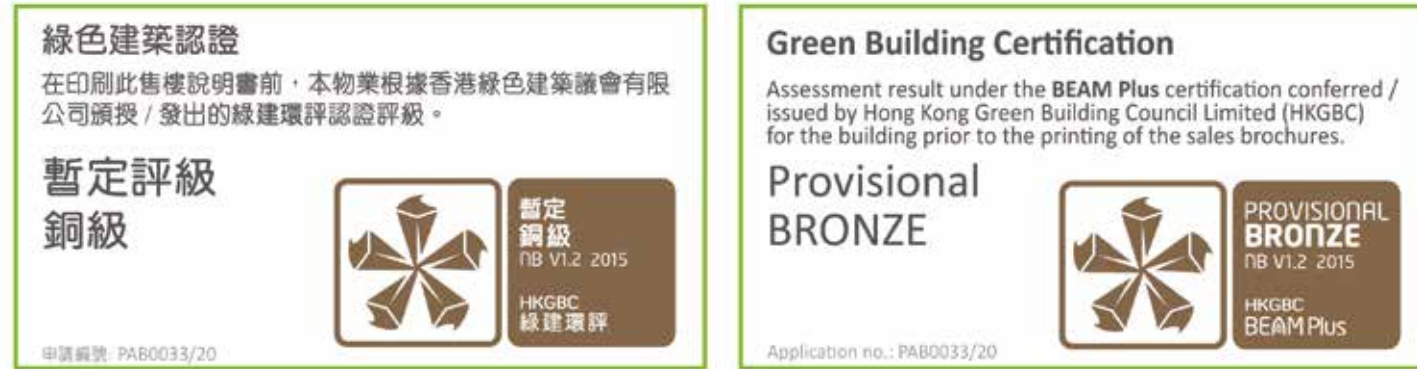 綠色建築認證
在印刷此售樓說明書前，本物業根據香港綠色建築議會有限
公司頒授 / 發出的綠建環評認證評級。
暫定評級
銅級
暫定
銅級
NB V1.2 2015
HKGBC
綠建環評
申請編號: PAB0033/20
Green Building Certification
Assessment result under the BEAM Plus certification conferred /
issued by Hong Kong Green Building Council Limited (HKGBC)
for the building prior to the printing of the sales brochures.
Provisional
BRONZE
PROVISIONAL
BRONZE
NB V1.2 2015
HKGBC
BEAM Plus
Application no.: PAB0033/20